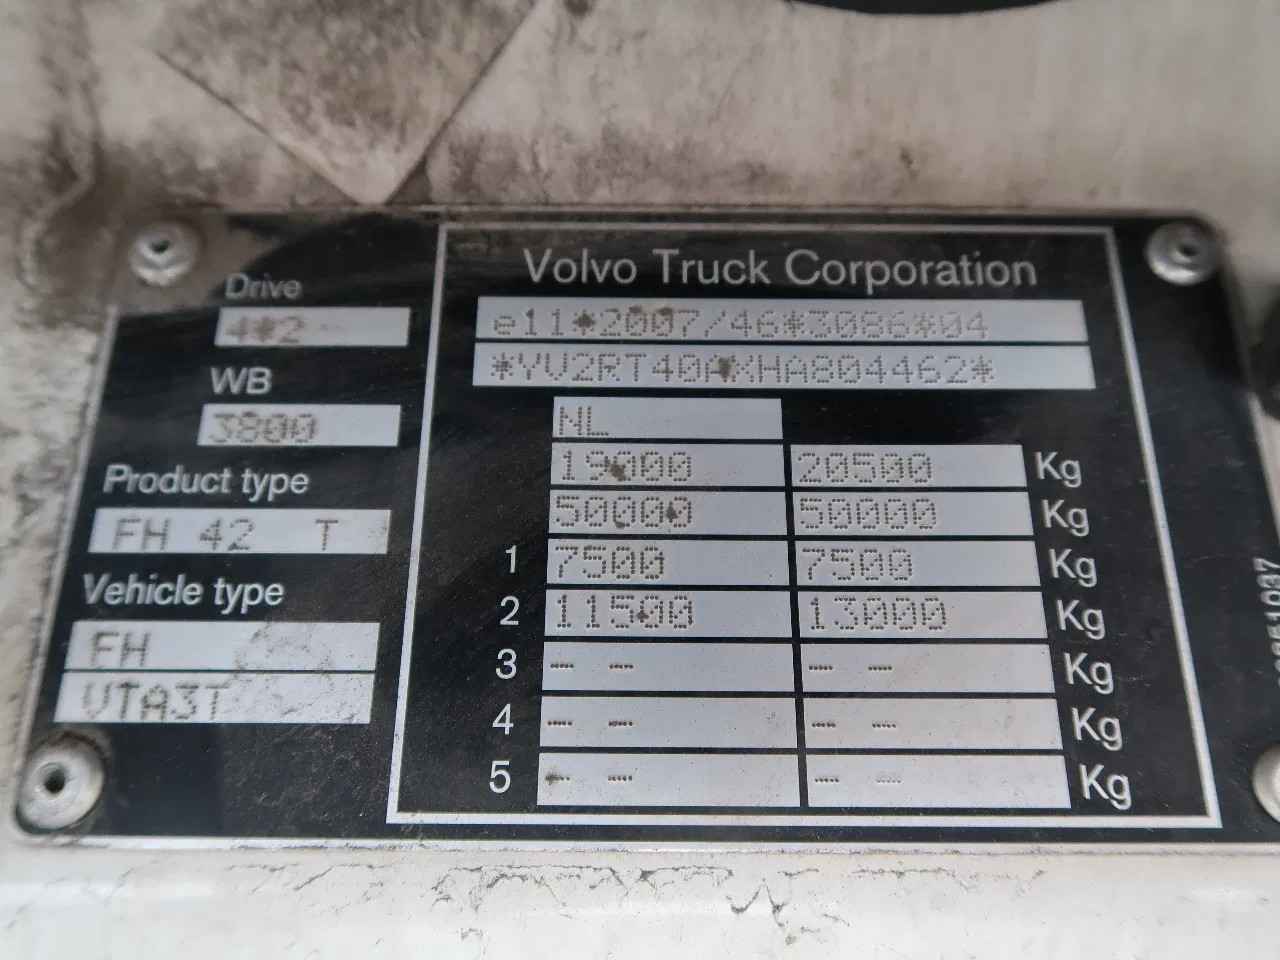 Drive
4*2
WB
3800
Product type
FH 42 T
Vehicle type
FH
VTA3T
Volvo Truck Corporation
e11*2007/46*3086*04
*YV2RT40AXHA804462*
NL
19000 20500 Kg
50000 50000 Kg
1 7500 7500 Kg
2 11500 13000 Kg
3 -- -- -- -- Kg
4 -- -- -- -- Kg
5 -- -- -- -- Kg